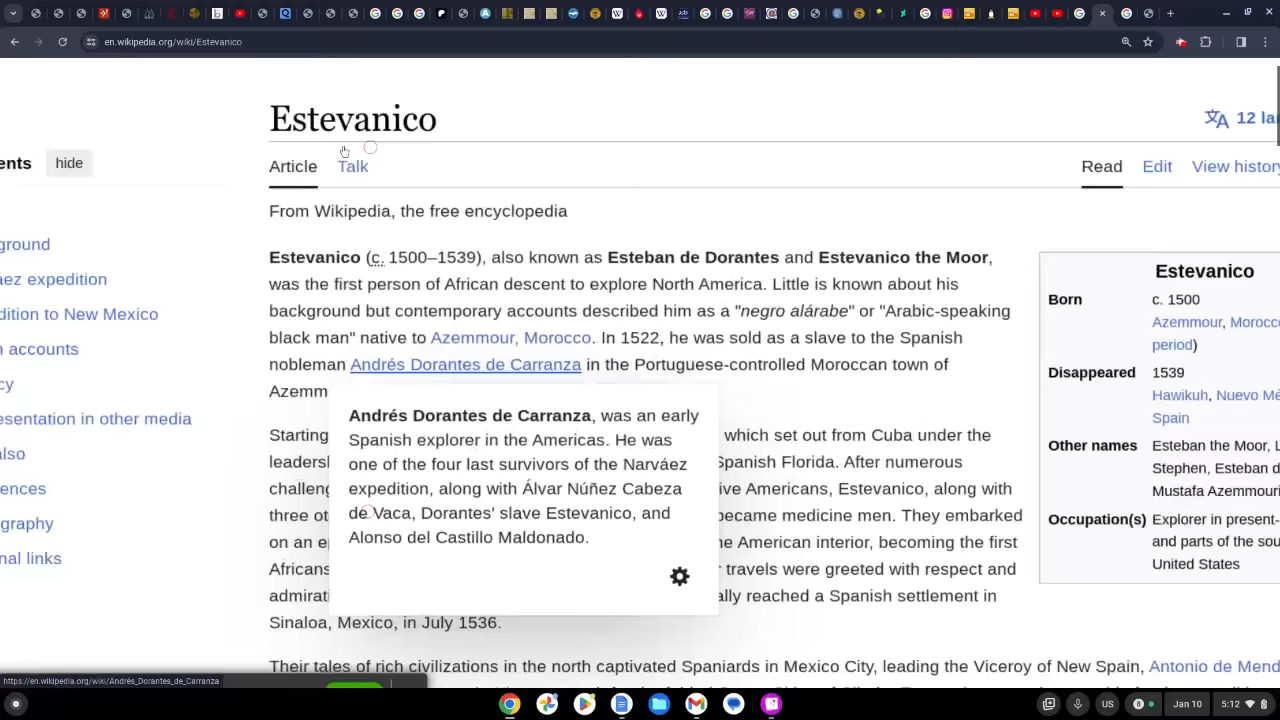 en.wikipedia.org/wiki/Estevanico
Estevanico
12 la
ents hide
Article Talk Read Edit View history
From Wikipedia, the free encyclopedia
ground
aez expedition
dition to New Mexico
n accounts
cy
esentation in other media
also
ences
graphy
nal links
Estevanico (c. 1500–1539), also known as Esteban de Dorantes and Estevanico the Moor,
was the first person of African descent to explore North America. Little is known about his
background but contemporary accounts described him as a "negro alárabe" or "Arabic-speaking
black man" native to Azemmour, Morocco. In 1522, he was sold as a slave to the Spanish
nobleman Andrés Dorantes de Carranza in the Portuguese-controlled Moroccan town of
Azemm
Andrés Dorantes de Carranza, was an early
Spanish explorer in the Americas. He was
one of the four last survivors of the Narváez
expedition, along with Álvar Núñez Cabeza
de Vaca, Dorantes' slave Estevanico, and
Alonso del Castillo Maldonado.
Starting which set out from Cuba under the
leadersh Spanish Florida. After numerous
challeng ive Americans, Estevanico, along with
three ot became medicine men. They embarked
on an e he American interior, becoming the first
Africans r travels were greeted with respect and
admirati ally reached a Spanish settlement in
Sinaloa, Mexico, in July 1536.
Their tales of rich civilizations in the north captivated Spaniards in Mexico City, leading the Viceroy of New Spain, Antonio de Mend
Estevanico
Born c. 1500
Azemmour, Morocco
period)
Disappeared 1539
Hawikuh, Nuevo Mé
Spain
Other names Esteban the Moor, L
Stephen, Esteban d
Mustafa Azemmouri
Occupation(s) Explorer in present-
and parts of the sou
United States
https://en.wikipedia.org/wiki/Andrés_Dorantes_de_Carranza
US
Jan 10
5:12